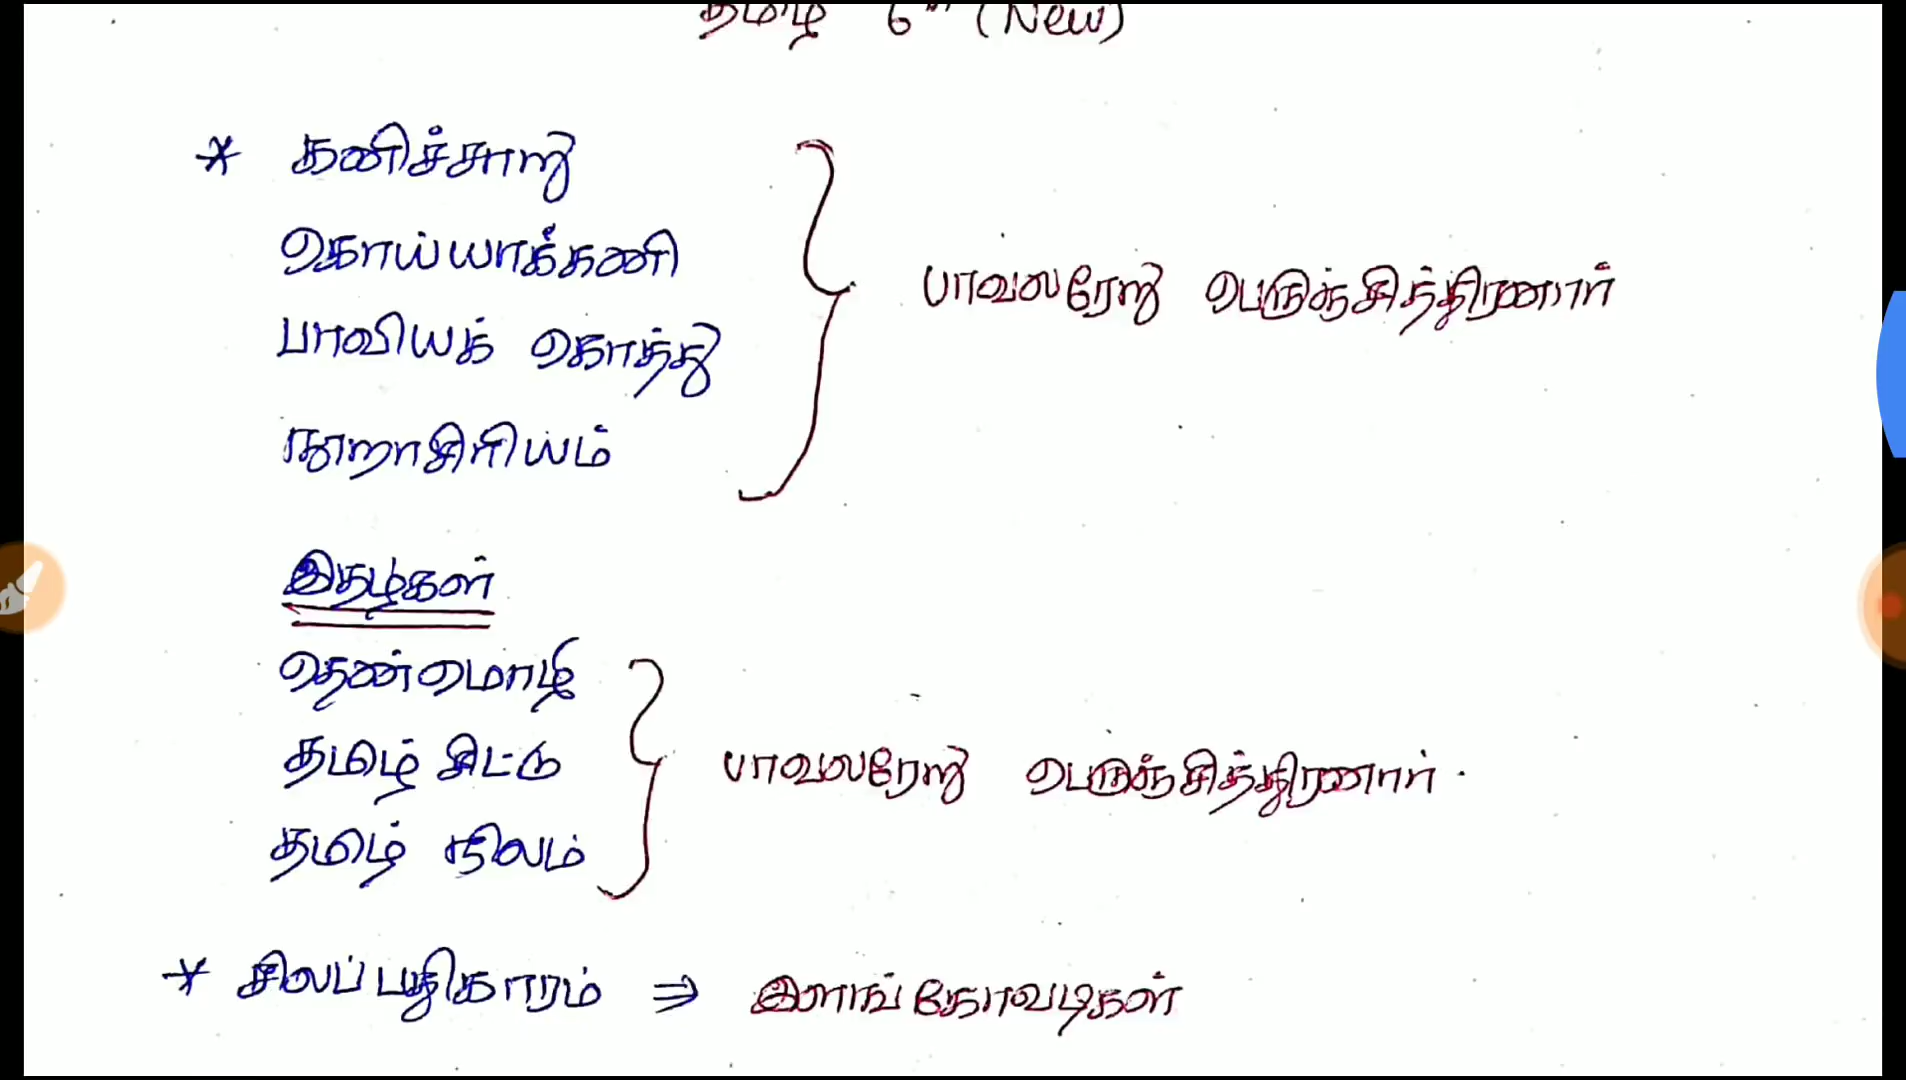 தமிழ் 6th (New)
* கனிச்சாறு
கொய்யாக்கனி
பாவியக் கொத்து
நூறாசிரியம்
பாவலரேறு பெருஞ்சித்திரனார்
இதழ்கள்
தென்மொழி
தமிழ் சிட்டு
தமிழ் நிலம்
பாவலரேறு பெருஞ்சித்திரனார்.
* சிலப்பதிகாரம் ⇒ இளங்கோவடிகள்